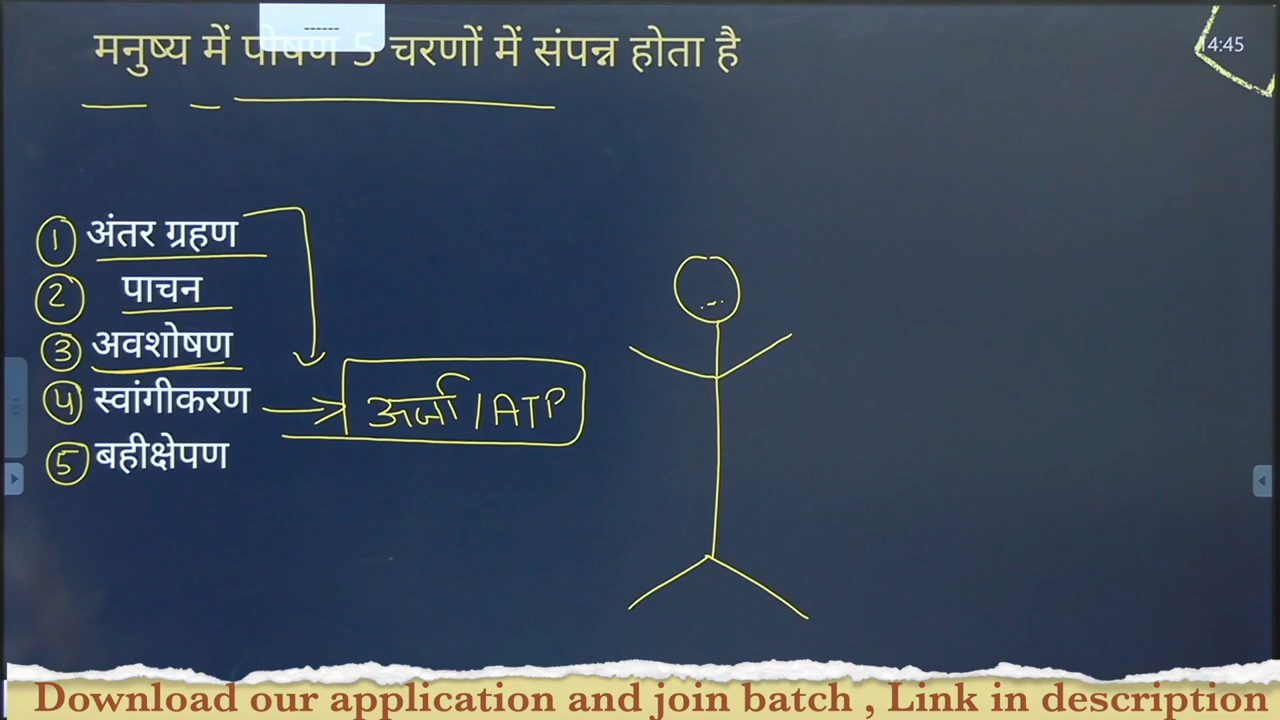 मनुष्य में पोषण 5 चरणों में संपन्न होता है
14:45
1 अंतर ग्रहण
2 पाचन
3 अवशोषण
4 स्वांगीकरण → ऊर्जा / ATP
5 बहीक्षेपण
Download our application and join batch , Link in description